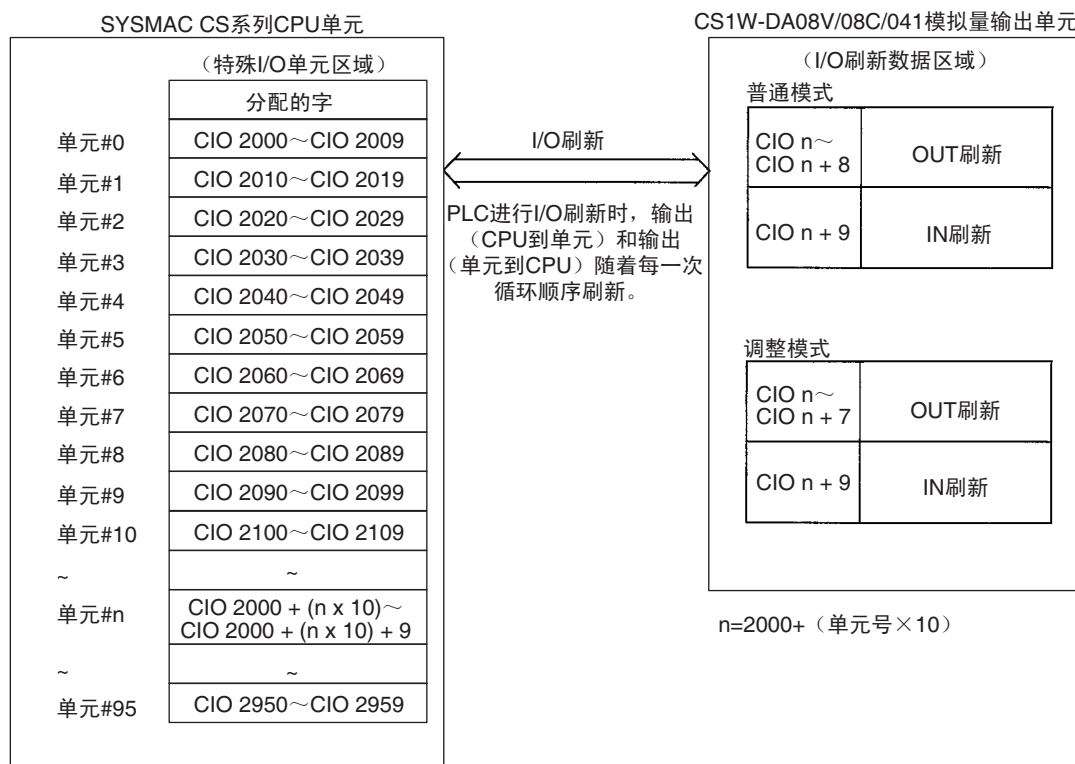 SYSMAC CS系列CPU单元
（特殊I/O单元区域）
分配的字
单元#0 CIO 2000～CIO 2009
单元#1 CIO 2010～CIO 2019
单元#2 CIO 2020～CIO 2029
单元#3 CIO 2030～CIO 2039
单元#4 CIO 2040～CIO 2049
单元#5 CIO 2050～CIO 2059
单元#6 CIO 2060～CIO 2069
单元#7 CIO 2070～CIO 2079
单元#8 CIO 2080～CIO 2089
单元#9 CIO 2090～CIO 2099
单元#10 CIO 2100～CIO 2109
~ ~
单元#n CIO 2000 + (n x 10)～
CIO 2000 + (n x 10) + 9
~ ~
单元#95 CIO 2950～CIO 2959
I/O刷新
PLC进行I/O刷新时，输出
（CPU到单元）和输出
（单元到CPU）随着每一次
循环顺序刷新。
CS1W-DA08V/08C/041模拟量输出单元
（I/O刷新数据区域）
普通模式
CIO n～
CIO n + 8 OUT刷新
CIO n + 9 IN刷新
调整模式
CIO n～
CIO n + 7 OUT刷新
CIO n + 9 IN刷新
n=2000+（单元号×10）